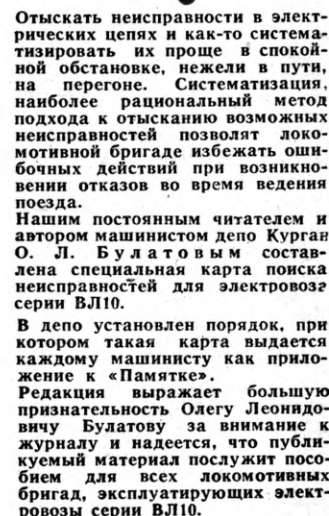 Отыскать неисправности в элект-
рических цепях и как-то система-
тизировать их проще в спокой-
ной обстановке, нежели в пути,
на перегоне. Систематизация,
наиболее рациональный метод
подхода к отысканию возможных
неисправностей позволят локо-
мотивной бригаде избежать оши-
бочных действий при возникно-
вении отказов во время ведения
поезда.
Нашим постоянным читателем и
автором машинистом депо Курган
О. Л. Булатовым состав-
лена специальная карта поиска
неисправностей для электровоза
серии ВЛ10.
В депо установлен порядок, при
котором такая карта выдается
каждому машинисту как прило-
жение к «Памятке».
Редакция выражает большую
признательность Олегу Леонидо-
вичу Булатову за внимание к
журналу и надеется, что публи-
куемый материал послужит посо-
бием для всех локомотивных
бригад, эксплуатирующих элект-
ровозы серии ВЛ10.